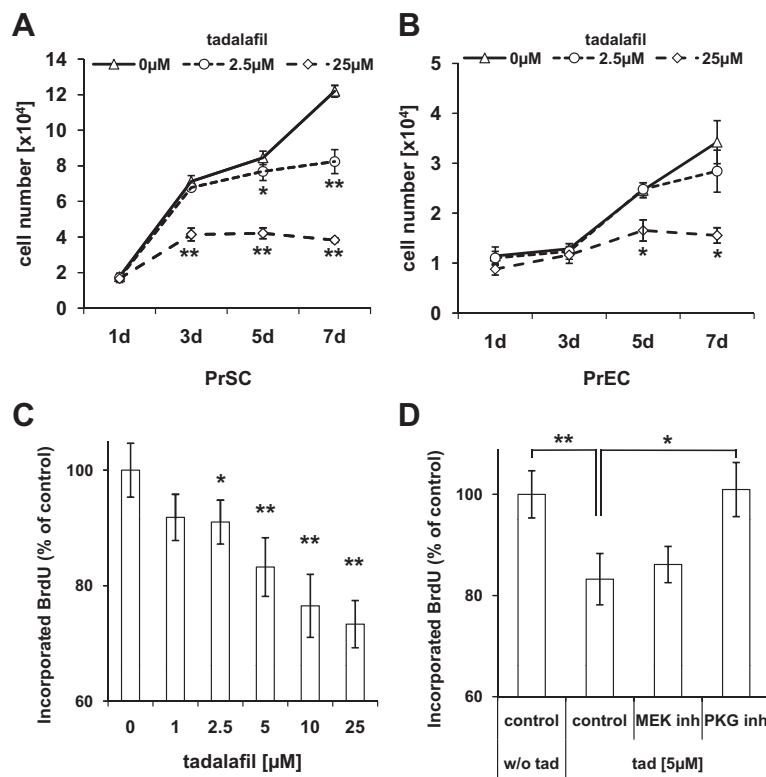 A
tadalafil
0µM 2.5µM 25µM
14
12
10
8
6
4
2
0
cell number [x10⁴]
* **
** ** **
1d 3d 5d 7d
PrSC
B
tadalafil
0µM 2.5µM 25µM
5
4
3
2
1
0
cell number [x10⁴]
* *
1d 3d 5d 7d
PrEC
C
Incorporated BrdU (% of control)
100
80
60
* ** ** **
0 1 2.5 5 10 25
tadalafil [µM]
D
Incorporated BrdU (% of control)
100
80
60
** *
control control MEK inh PKG inh
w/o tad tad [5µM]